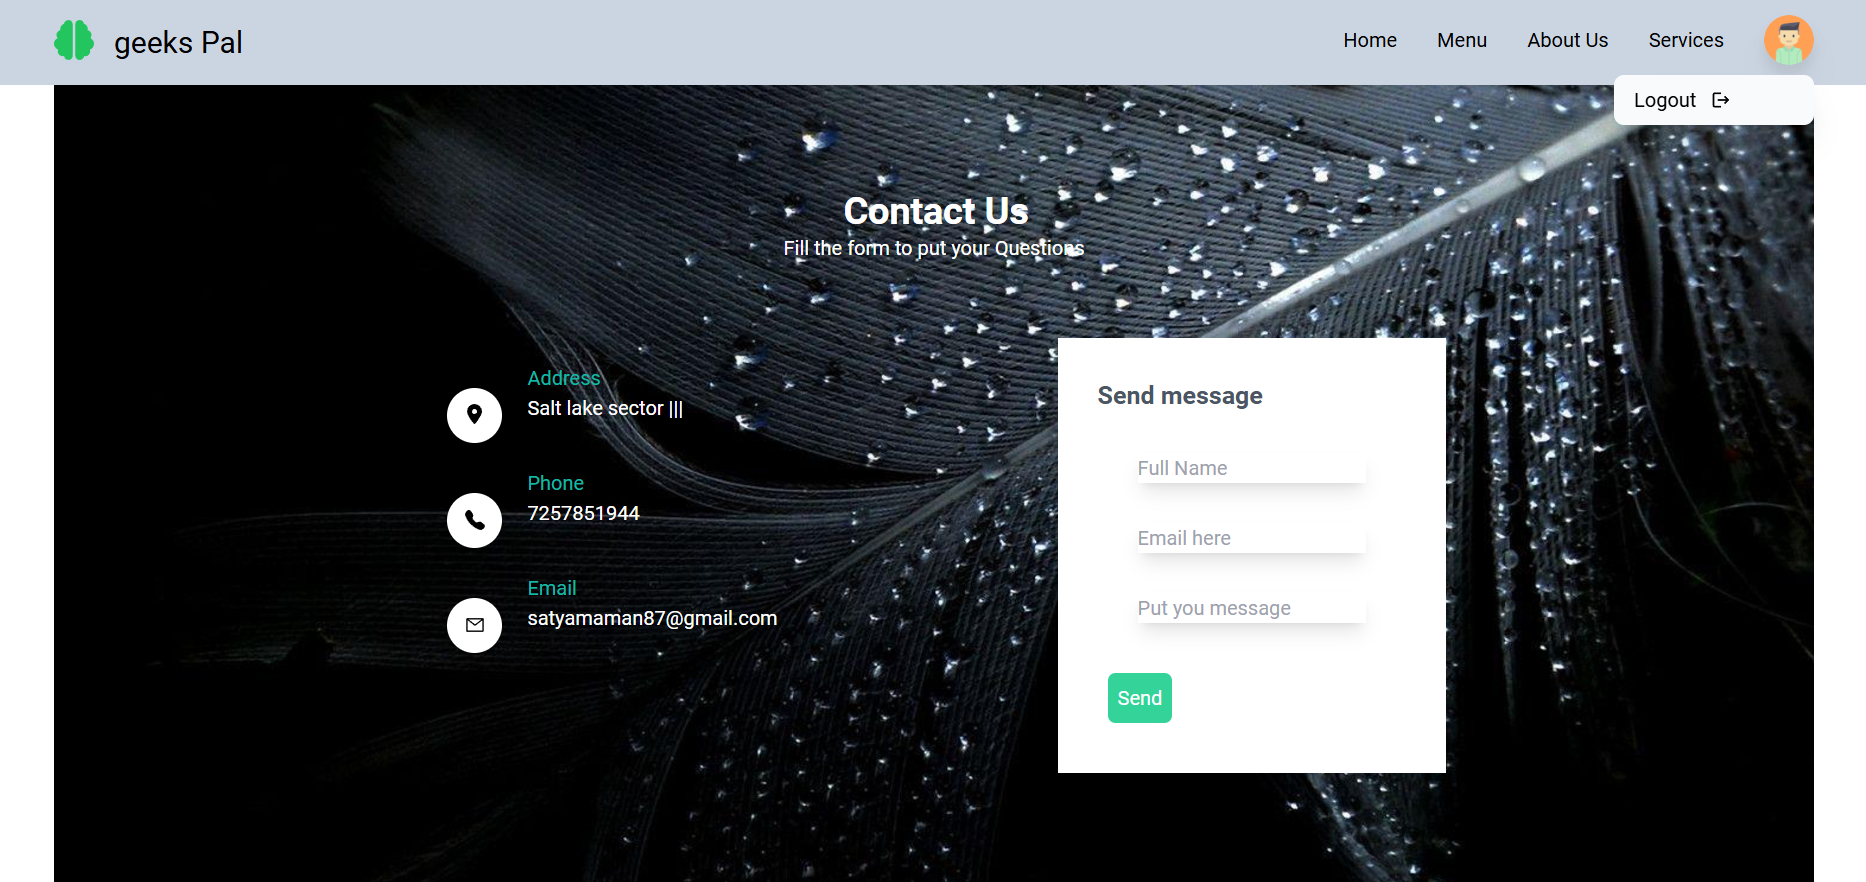 geeks Pal
Home
Menu
About Us
Services
Logout
Contact Us
Fill the form to put your Questions
Address
Salt lake sector |||
Phone
7257851944
Email
satyamaman87@gmail.com
Send message
Full Name
Email here
Put you message
Send